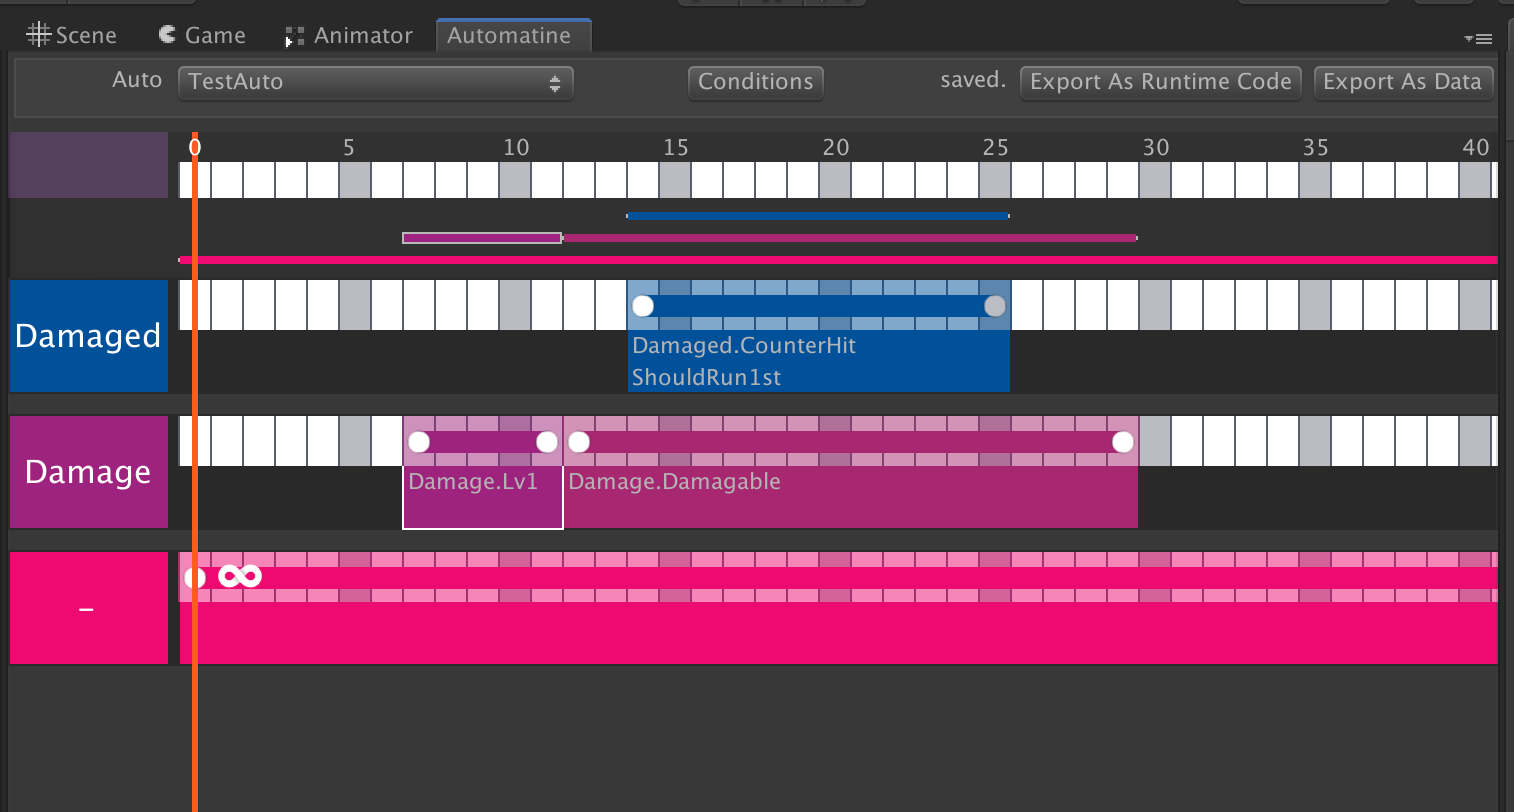 Scene Game Animator Automatine
Auto TestAuto Conditions saved. Export As Runtime Code Export As Data
0 5 10 15 20 25 30 35 40
Damaged
Damaged.CounterHit
ShouldRun1st
Damage
Damage.Lv1 Damage.Damagable
∞
–